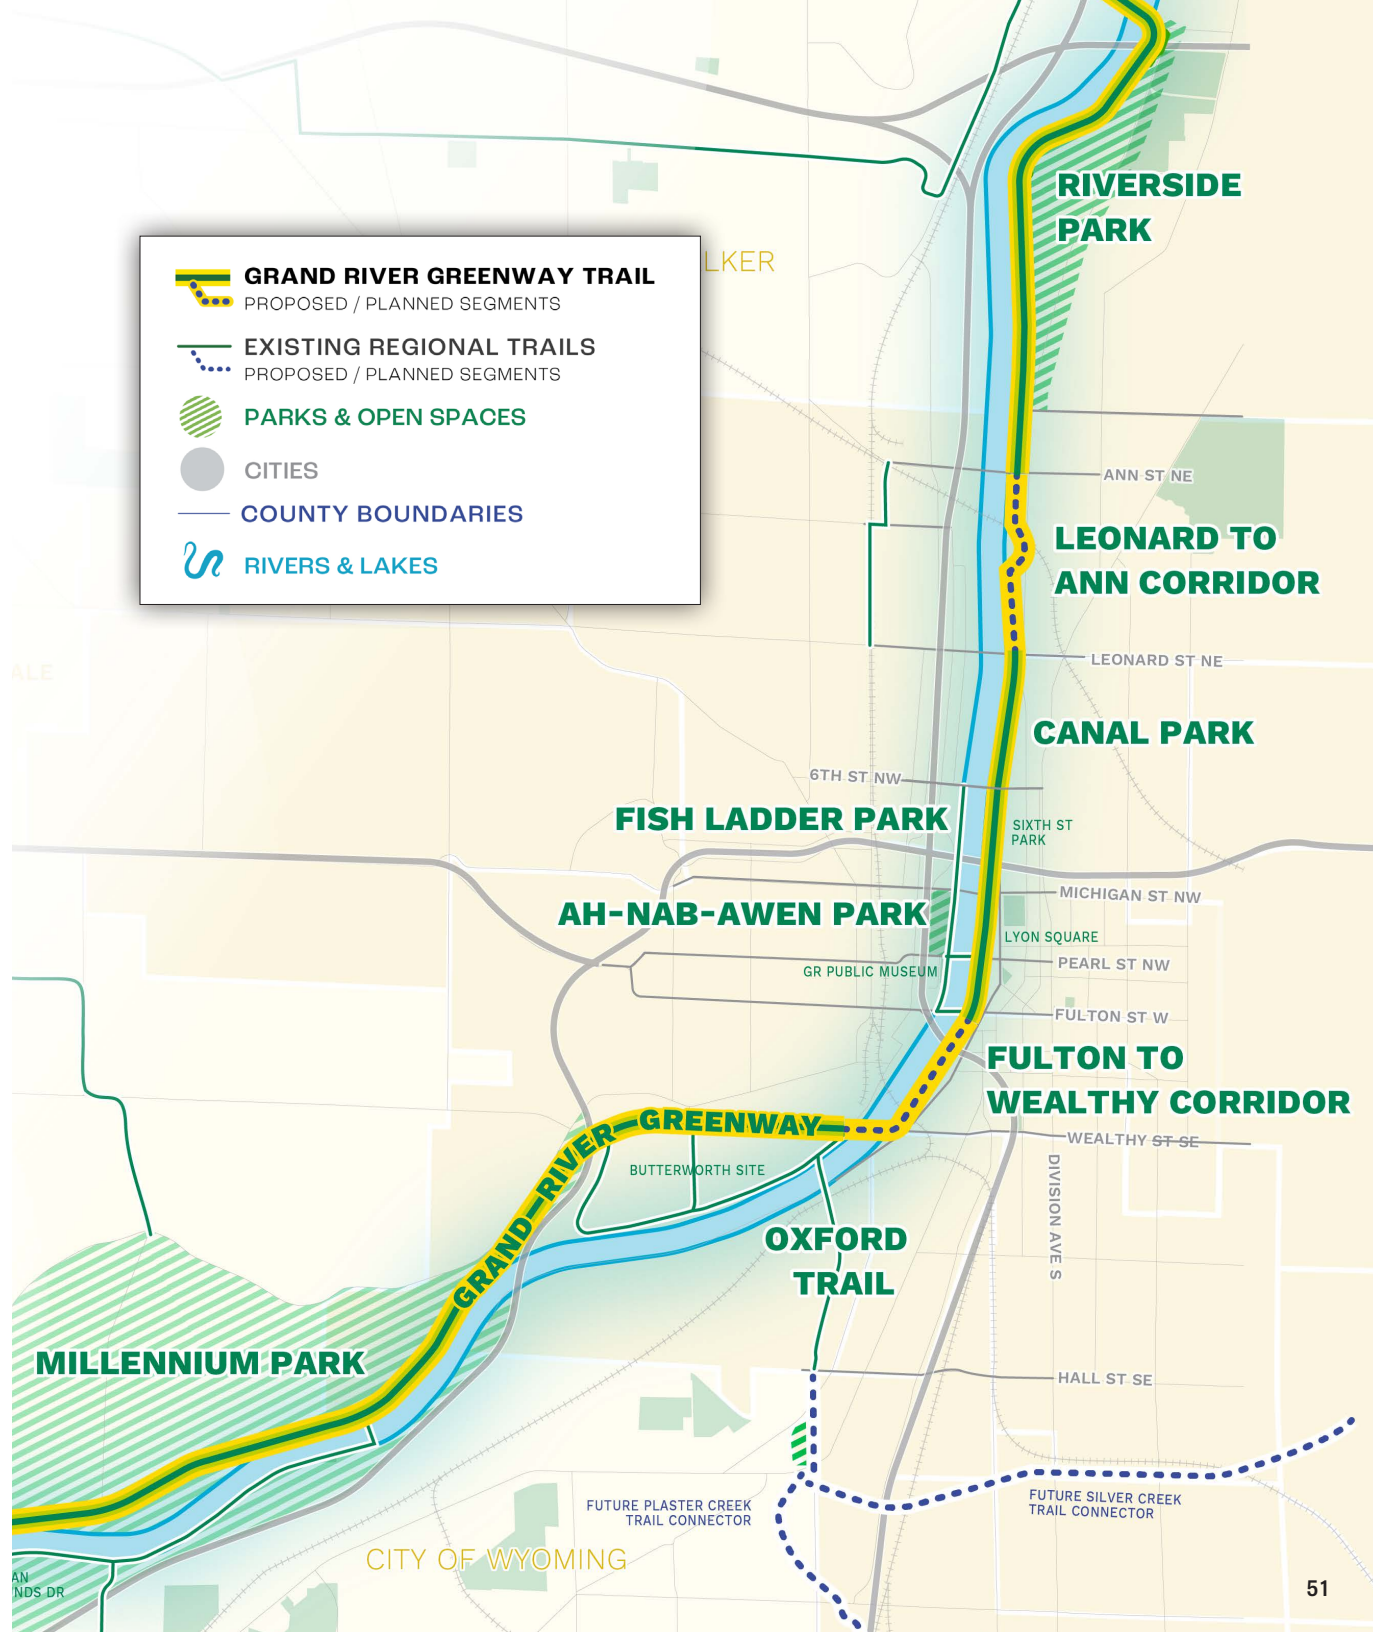 RIVERSIDE
PARK
LKER
GRAND RIVER GREENWAY TRAIL
PROPOSED / PLANNED SEGMENTS
EXISTING REGIONAL TRAILS
PROPOSED / PLANNED SEGMENTS
PARKS & OPEN SPACES
CITIES
COUNTY BOUNDARIES
RIVERS & LAKES
ANN ST NE
LEONARD TO
ANN CORRIDOR
LEONARD ST NE
ALE
CANAL PARK
6TH ST NW
FISH LADDER PARK
SIXTH ST
PARK
MICHIGAN ST NW
AH-NAB-AWEN PARK
LYON SQUARE
PEARL ST NW
GR PUBLIC MUSEUM
FULTON ST W
FULTON TO
WEALTHY CORRIDOR
GRAND RIVER GREENWAY
WEALTHY ST SE
BUTTERWORTH SITE
DIVISION AVE S
OXFORD
TRAIL
MILLENNIUM PARK
HALL ST SE
FUTURE PLASTER CREEK
TRAIL CONNECTOR
FUTURE SILVER CREEK
TRAIL CONNECTOR
CITY OF WYOMING
AN
NDS DR
51